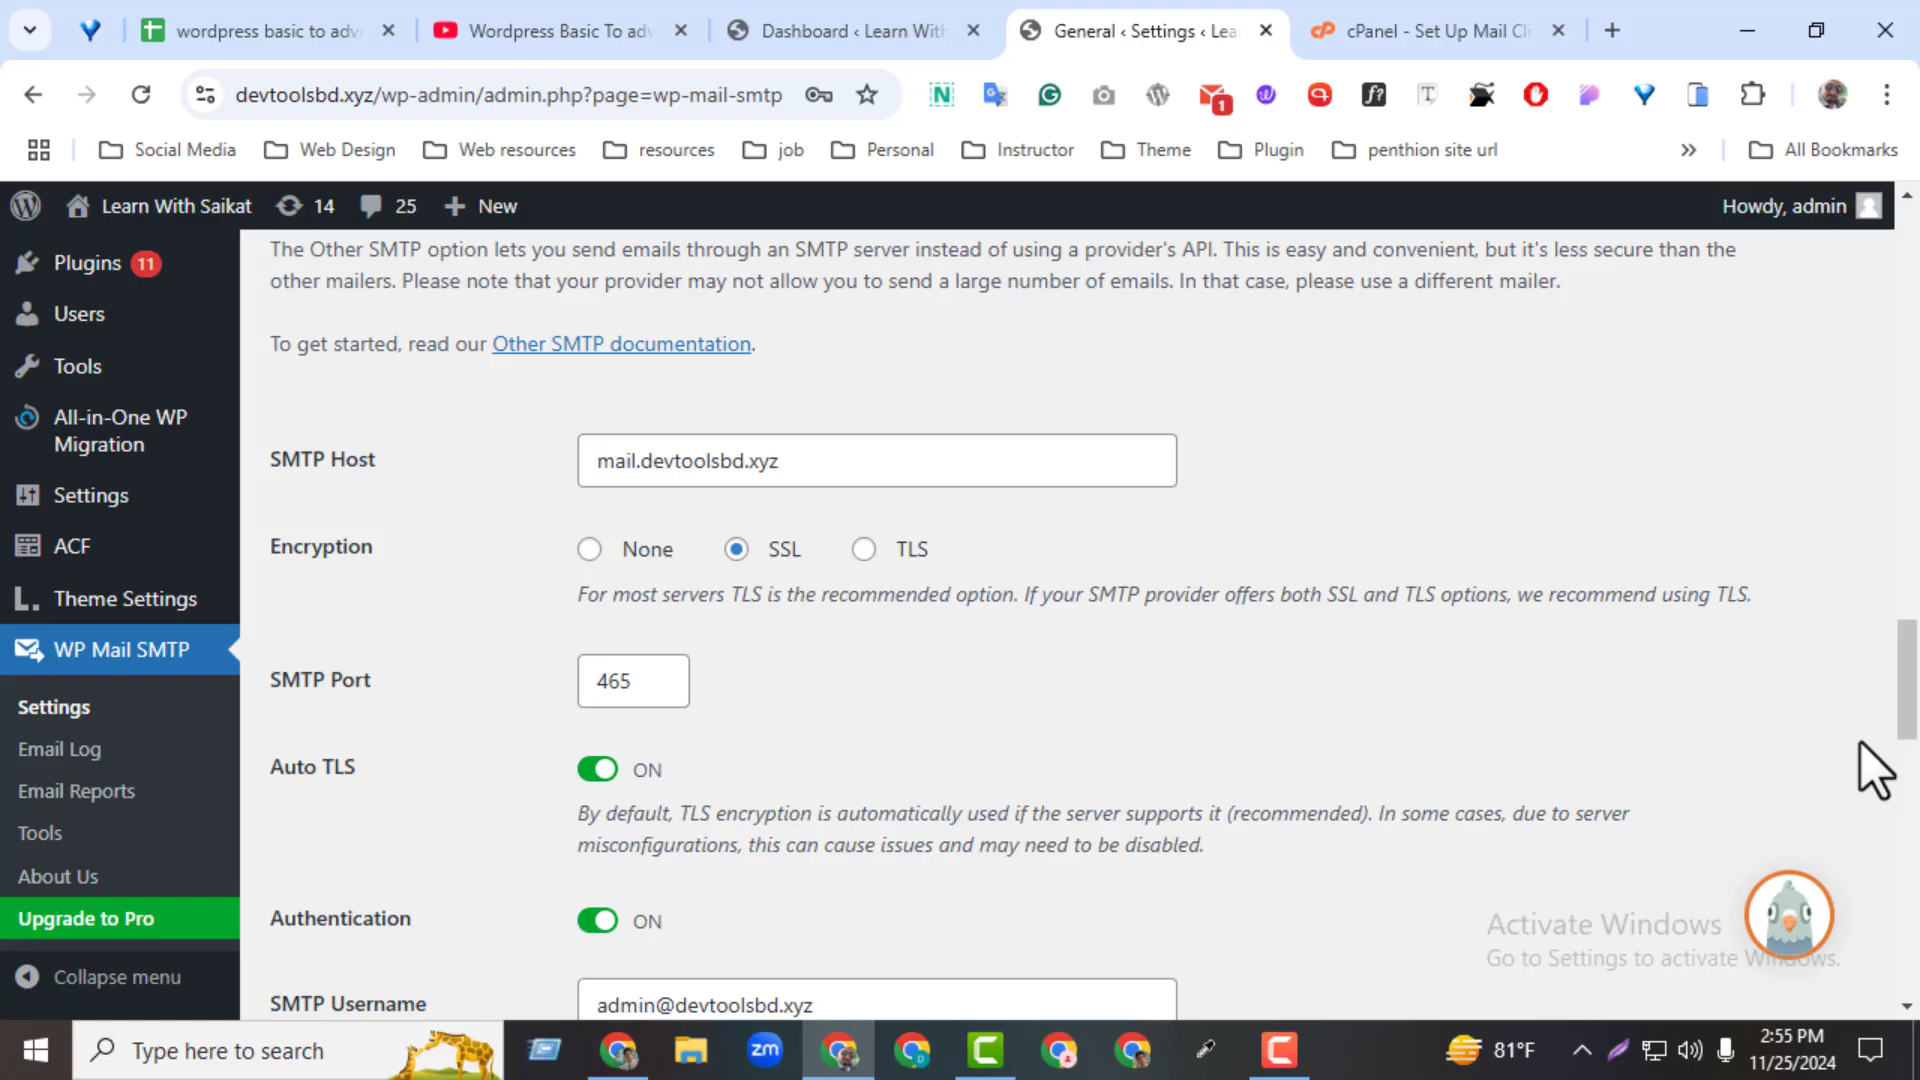 wordpress basic to adv
Wordpress Basic To adv
Dashboard ‹ Learn With
General ‹ Settings ‹ Lea
cPanel - Set Up Mail Cli
devtoolsbd.xyz/wp-admin/admin.php?page=wp-mail-smtp
1
Social Media
Web Design
Web resources
resources
job
Personal
Instructor
Theme
Plugin
penthion site url
»
All Bookmarks
Learn With Saikat
14
25
New
Howdy, admin
Plugins 11
Users
Tools
All-in-One WP
Migration
Settings
ACF
Theme Settings
WP Mail SMTP
Settings
Email Log
Email Reports
Tools
About Us
Upgrade to Pro
Collapse menu
The Other SMTP option lets you send emails through an SMTP server instead of using a provider's API. This is easy and convenient, but it's less secure than the
other mailers. Please note that your provider may not allow you to send a large number of emails. In that case, please use a different mailer.
To get started, read our Other SMTP documentation.
SMTP Host
mail.devtoolsbd.xyz
Encryption
None SSL TLS
For most servers TLS is the recommended option. If your SMTP provider offers both SSL and TLS options, we recommend using TLS.
SMTP Port
465
Auto TLS
ON
By default, TLS encryption is automatically used if the server supports it (recommended). In some cases, due to server
misconfigurations, this can cause issues and may need to be disabled.
Authentication
ON
SMTP Username
admin@devtoolsbd.xyz
Activate Windows
Go to Settings to activate Windows.
Type here to search
zm
81°F
2:55 PM
11/25/2024